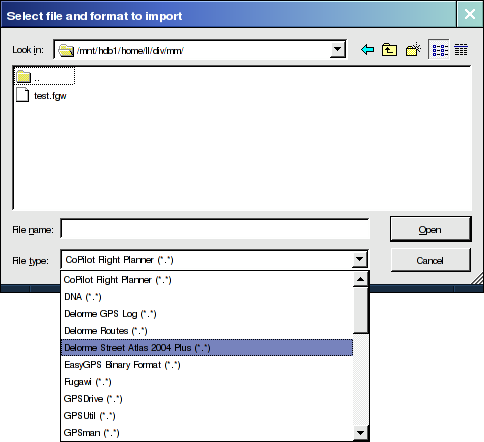 Select file and format to import
Look in: /mnt/hdb1/home/ll/div/mm/
..
test.fgw
File name:
Open
File type: CoPilot Flight Planner (*.*)
Cancel
CoPilot Flight Planner (*.*)
DNA (*.*)
Delorme GPS Log (*.*)
Delorme Routes (*.*)
Delorme Street Atlas 2004 Plus (*.*)
EasyGPS Binary Format (*.*)
Fugawi (*.*)
GPSDrive (*.*)
GPSUtil (*.*)
GPSman (*.*)